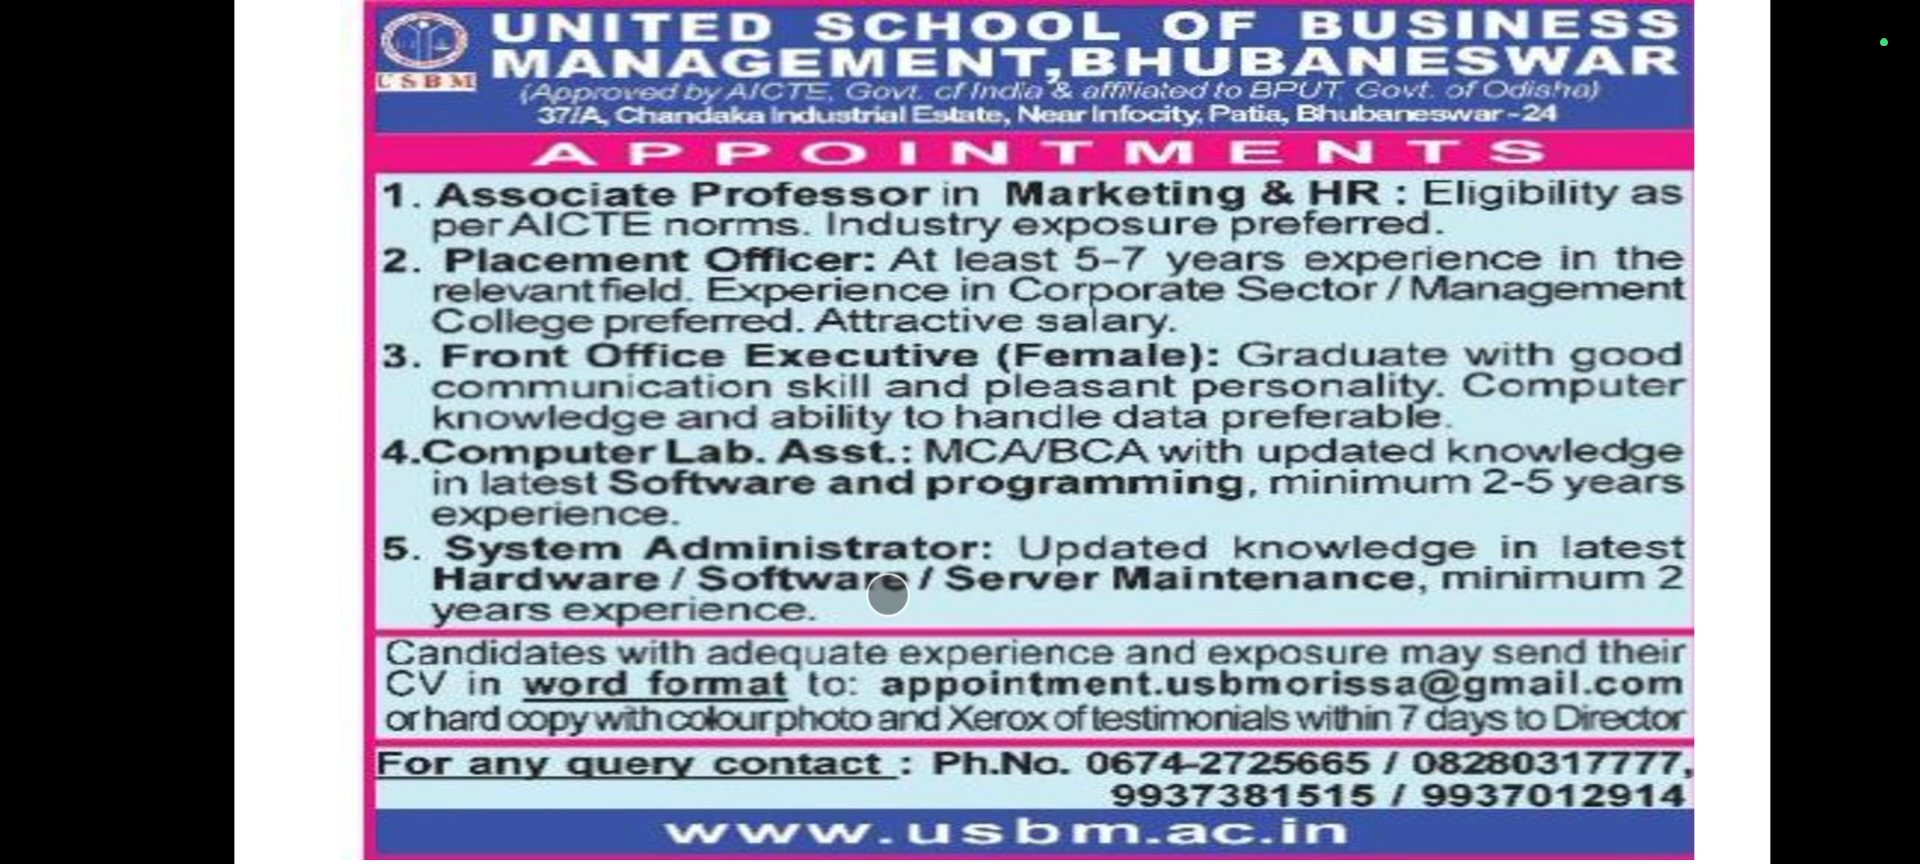 USBM
UNITED SCHOOL OF BUSINESS
MANAGEMENT,BHUBANESWAR
(Approved by AICTE, Govt. of India & affiliated to BPUT, Govt. of Odisha)
37/A, Chandaka Industrial Estate, Near Infocity, Patia, Bhubaneswar-24
APPOINTMENTS
1. Associate Professor in Marketing & HR : Eligibility as
per AICTE norms. Industry exposure preferred.
2. Placement Officer: At least 5-7 years experience in the
relevant field. Experience in Corporate Sector / Management
College preferred. Attractive salary.
3. Front Office Executive (Female): Graduate with good
communication skill and pleasant personality. Computer
knowledge and ability to handle data preferable.
4.Computer Lab. Asst.: MCA/BCA with updated knowledge
in latest Software and programming, minimum 2-5 years
experience.
5. System Administrator: Updated knowledge in latest
Hardware / Software / Server Maintenance, minimum 2
years experience.
Candidates with adequate experience and exposure may send their
CV in word format to: appointment.usbmorissa@gmail.com
or hard copy with colour photo and Xerox of testimonials within 7 days to Director
For any query contact : Ph.No. 0674-2725665 / 08280317777,
9937381515 / 9937012914
www.usbm.ac.in